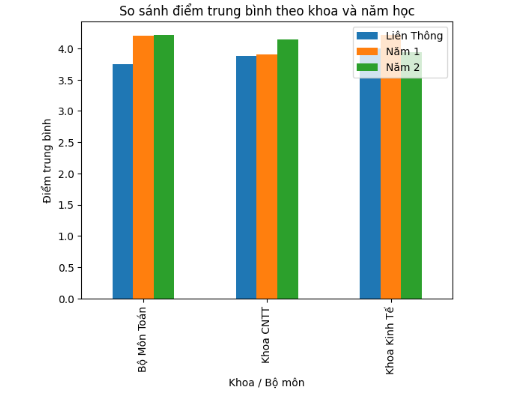 So sánh điểm trung bình theo khoa và năm học
Liên Thông
Năm 1
Năm 2
Điểm trung bình
4.0
3.5
3.0
2.5
2.0
1.5
1.0
0.5
0.0
Bộ Môn Toán
Khoa CNTT
Khoa Kinh Tế
Khoa / Bộ môn